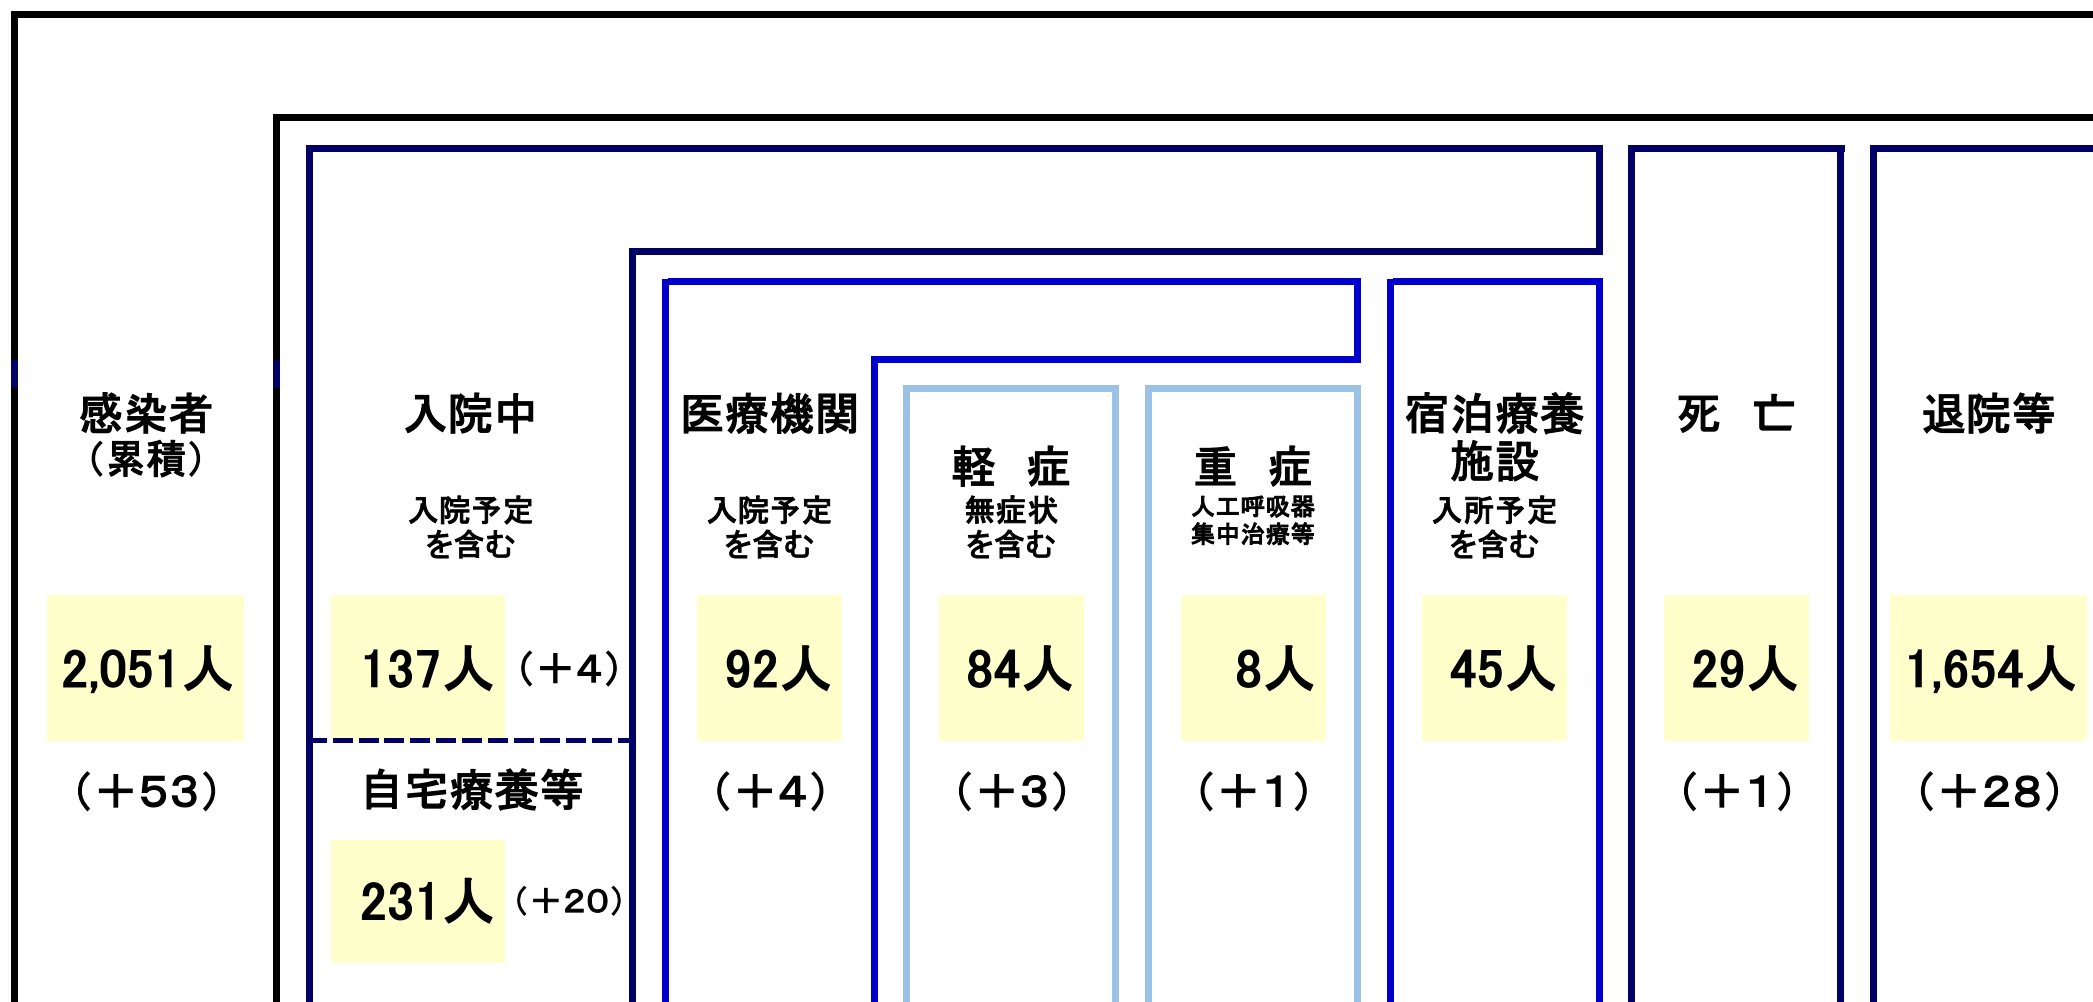 感染者
（累積）
2,051人
（＋53）
入院中
入院予定
を含む
137人（＋4）
自宅療養等
231人（＋20）
医療機関
入院予定
を含む
92人
（＋4）
軽　症
無症状
を含む
84人
（＋3）
重　症
人工呼吸器
集中治療等
8人
（＋1）
宿泊療養
施設
入所予定
を含む
45人
死　亡
29人
（＋1）
退院等
1,654人
（＋28）